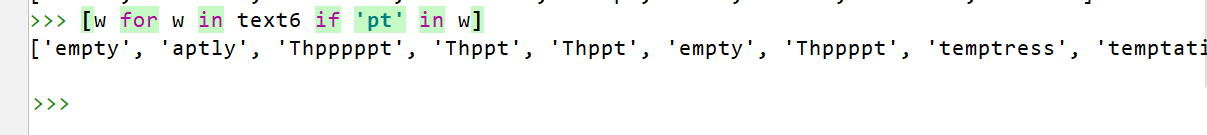 >>> [w for w in text6 if 'pt' in w]
['empty', 'aptly', 'Thpppppt', 'Thppt', 'Thppt', 'empty', 'Thppppt', 'temptress', 'temptati
>>>